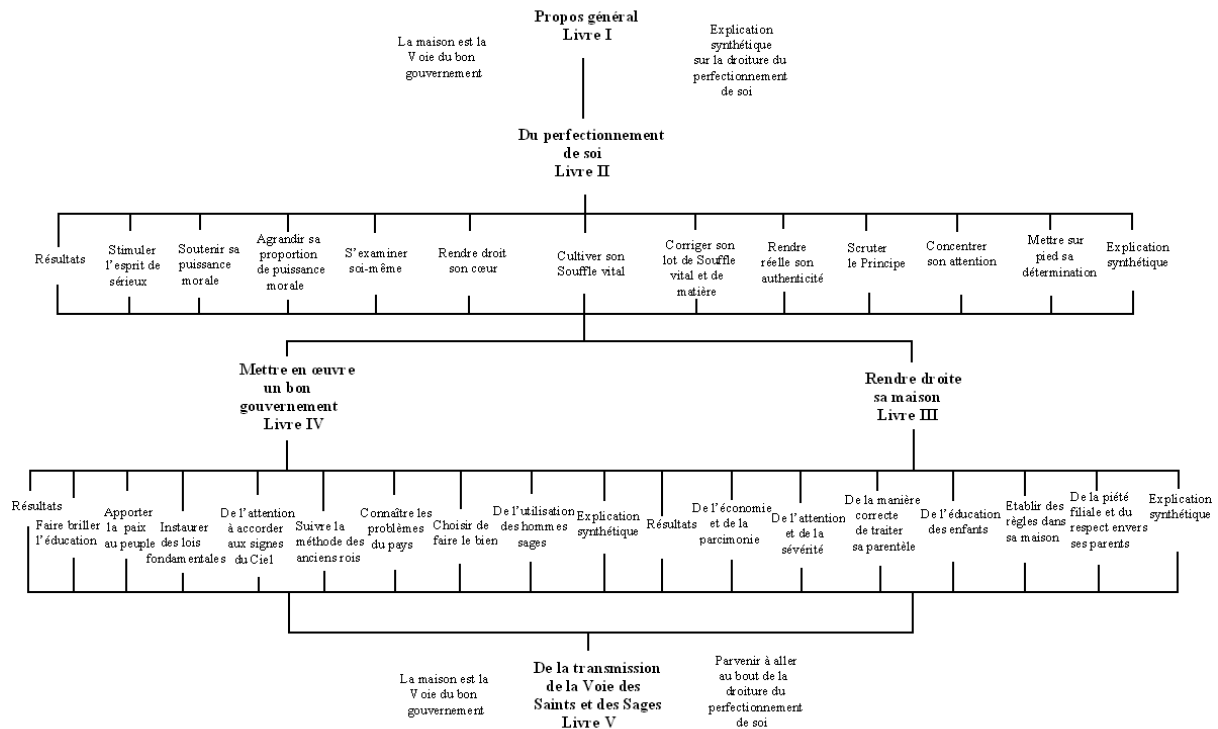 Propos général
Livre I
La maison est la
Voie du bon
gouvernement
Explication
synthétique
sur la droiture du
perfectionnement
de soi
Du perfectionnement
de soi
Livre II
Résultats
Stimuler
l'esprit de
sérieux
Soutenir sa
puissance
morale
Agrandir sa
proportion
de puissance
morale
S'examiner
soi-même
Rendre droit
son cœur
Cultiver son
Souffle vital
Corriger son
lot de Souffle
vital et de
matière
Rendre
réelle son
authenticité
Scruter
le Principe
Concentrer
son attention
Mettre sur
pied sa
détermination
Explication
synthétique
Mettre en œuvre
un bon
gouvernement
Livre IV
Rendre droite
sa maison
Livre III
Résultats
Faire briller
l'éducation
Apporter
la paix
au peuple
Instaurer
des lois
fondamentales
De l'attention
à accorder
aux signes
du Ciel
Suivre la
méthode des
anciens rois
Connaître les
problèmes
du pays
Choisir de
faire le bien
De l'utilisation
des hommes
sages
Explication
synthétique
Résultats
De l'économie
et de la
parcimonie
De l'attention
et de la
sévérité
De la manière
correcte
de traiter
sa parentèle
De l'éducation
des enfants
Etablir des
règles dans
sa maison
De la piété
filiale et du
respect envers
ses parents
Explication
synthétique
La maison est la
Voie du bon
gouvernement
De la transmission
de la Voie des
Saints et des Sages
Livre V
Parvenir à aller
au bout de la
droiture du
perfectionnement
de soi